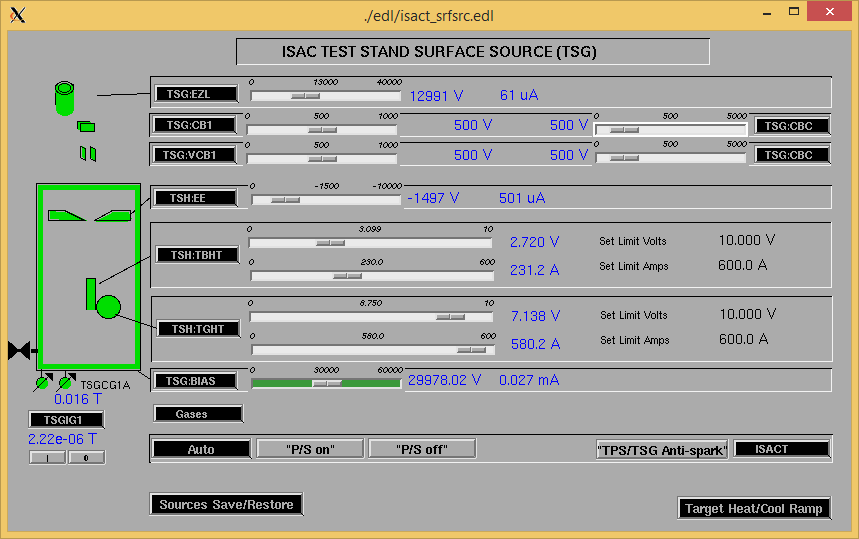 ./edl/isact_srfsrc.edl
ISAC TEST STAND SURFACE SOURCE (TSG)
0 13000 40000
TSG:EZL 12991 V 61 uA
0 500 1000 0 500 5000
TSG:CB1 500 V 500 V TSG:CBC
0 500 1000 0 500 5000
TSG:VCB1 500 V 500 V TSG:CBC
0 -1500 -10000
TSH:EE -1497 V 501 uA
0 3.099 10
2.720 V Set Limit Volts 10.000 V
TSH:TBHT
0 230.0 600
231.2 A Set Limit Amps 600.0 A
0 8.750 10
7.138 V Set Limit Volts 10.000 V
TSH:TGHT
0 580.0 600
580.2 A Set Limit Amps 600.0 A
0 30000 60000
TSG:BIAS 29978.02 V 0.027 mA
TSGCG1A
0.016 T
Gases
TSGIG1
2.22e-06 T
I 0
Auto "P/S on" "P/S off" "TPS/TSG Anti-spark" ISACT
Sources Save/Restore Target Heat/Cool Ramp